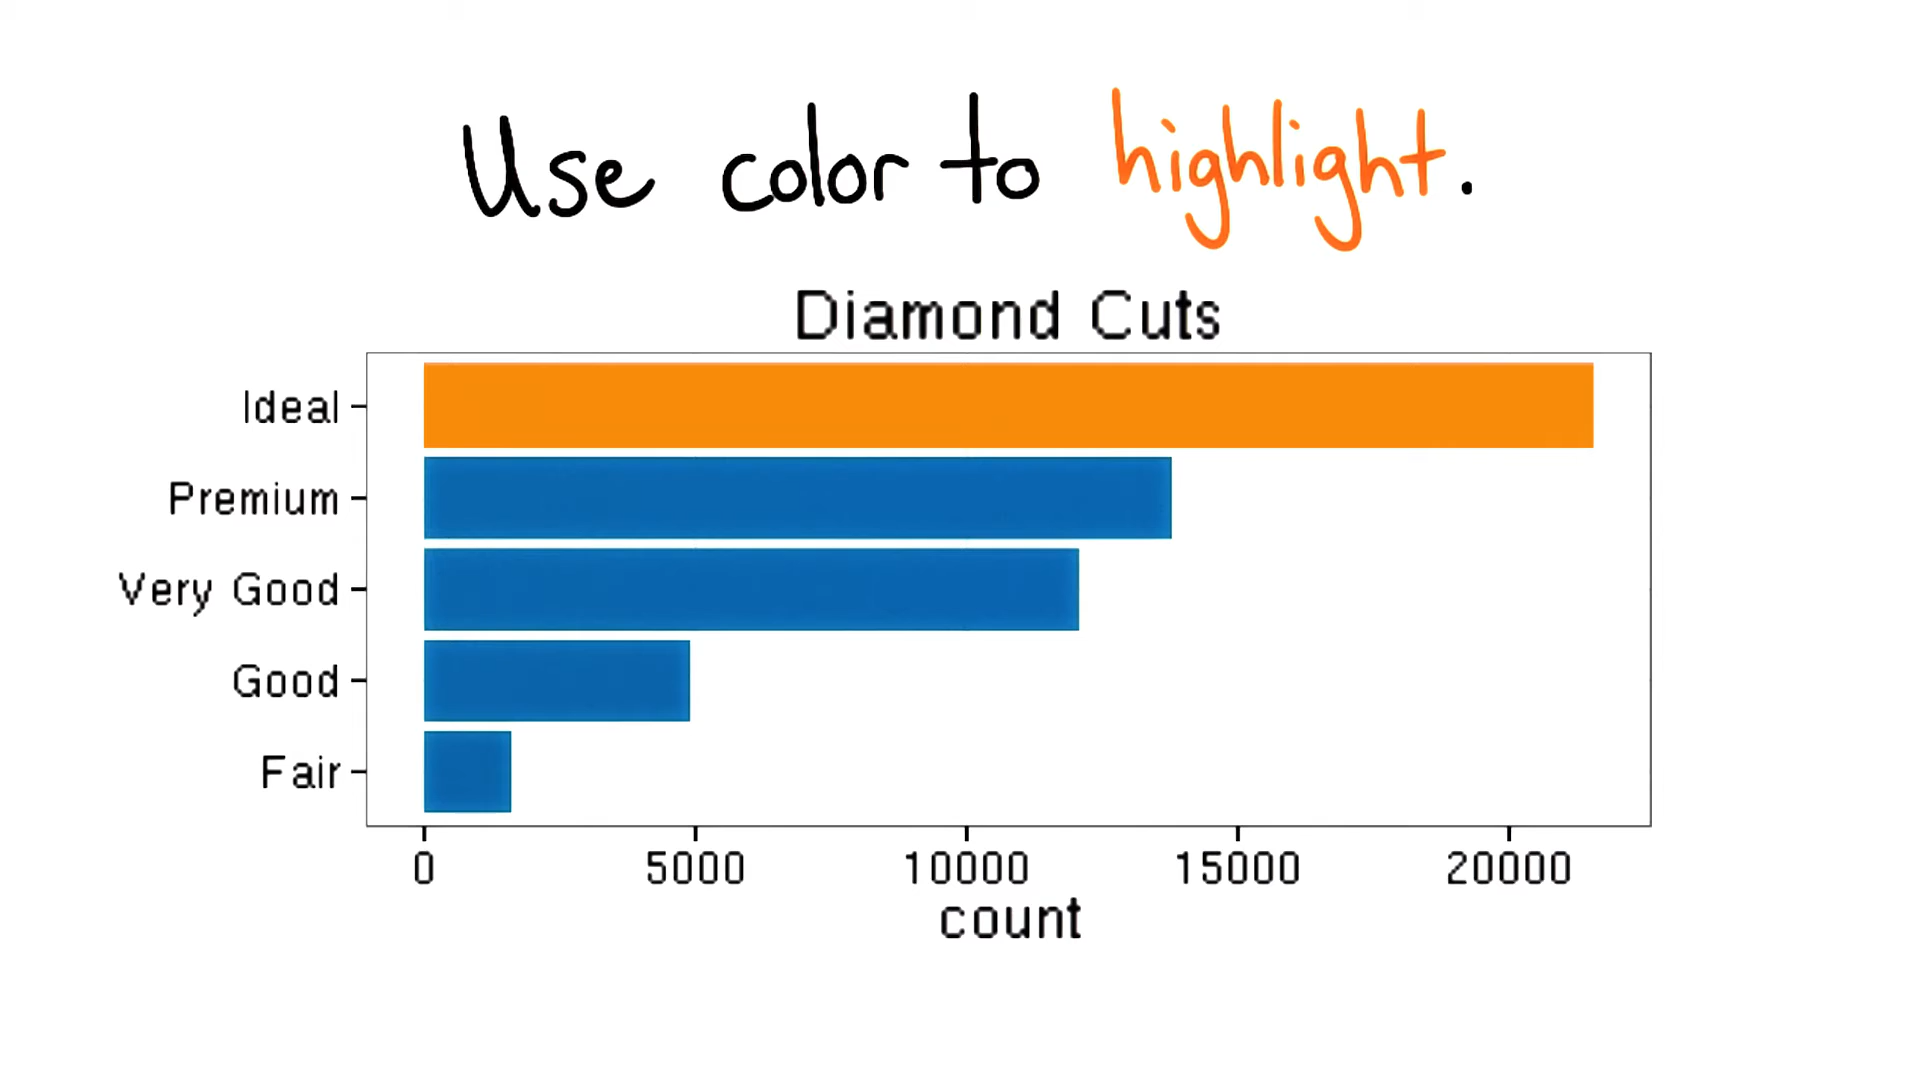 Use color to highlight.
Diamond Cuts
Ideal
Premium
Very Good
Good
Fair
0 5000 10000 15000 20000
count